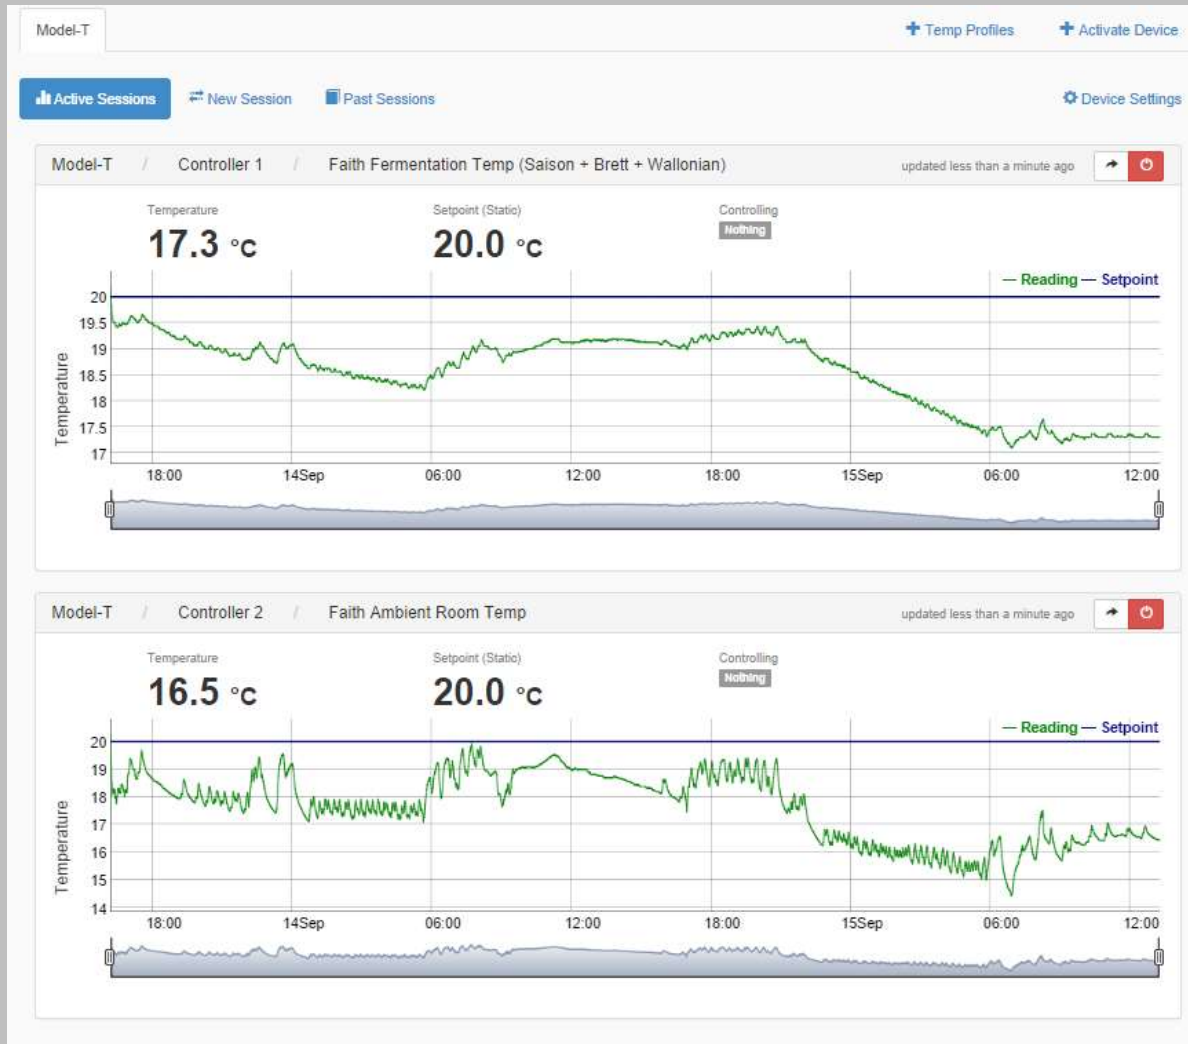 Model-T + Temp Profiles + Activate Device
Active Sessions New Session Past Sessions Device Settings
Model-T / Controller 1 / Faith Fermentation Temp (Saison + Brett + Wallonian) updated less than a minute ago
Temperature Setpoint (Static) Controlling
17.3 °C 20.0 °C Nothing
— Reading — Setpoint
20
19.5
19
18.5
18
17.5
17
Temperature
18:00 14Sep 06:00 12:00 18:00 15Sep 06:00 12:00
Model-T / Controller 2 / Faith Ambient Room Temp updated less than a minute ago
Temperature Setpoint (Static) Controlling
16.5 °C 20.0 °C Nothing
— Reading — Setpoint
20
19
18
17
16
15
14
Temperature
18:00 14Sep 06:00 12:00 18:00 15Sep 06:00 12:00